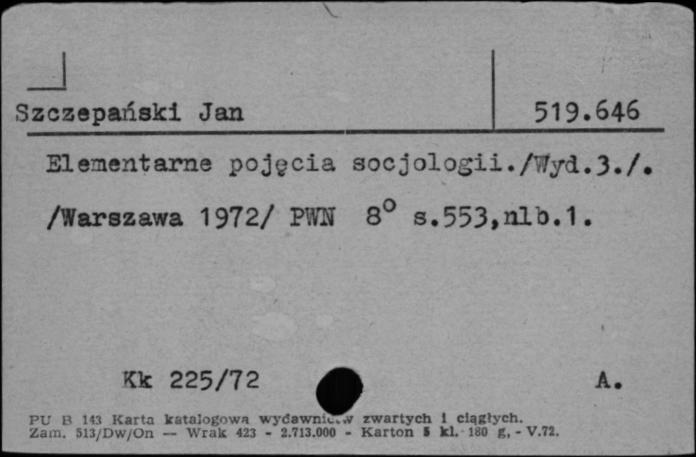 Szczepański Jan 519.646
Elementarne pojęcia socjologii./Wyd.3./.
/Warszawa 1972/ PWN 8° s.553,nlb.1.
Kk 225/72 A.
PU B 143 Karta katalogowa zwartych i ciągłych.
Zam. 513/Dw/On — Wrak 423 - 2.713.000 - Karton 5 kl. 180 g, - V.72.